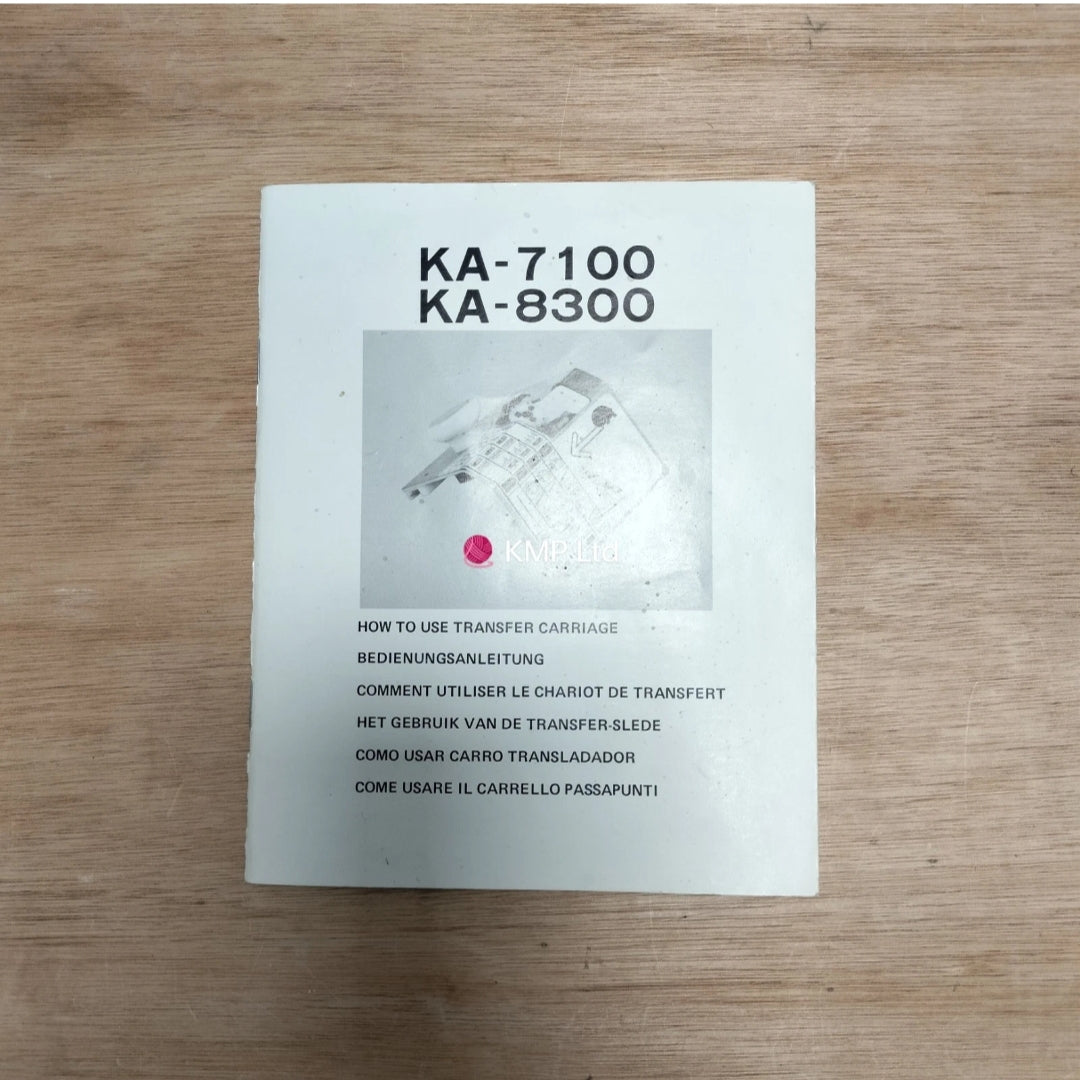 KA-7100
KA-8300
KMP.Ltd
HOW TO USE TRANSFER CARRIAGE
BEDIENUNGSANLEITUNG
COMMENT UTILISER LE CHARIOT DE TRANSFERT
HET GEBRUIK VAN DE TRANSFER-SLEDE
COMO USAR CARRO TRANSLADADOR
COME USARE IL CARRELLO PASSAPUNTI